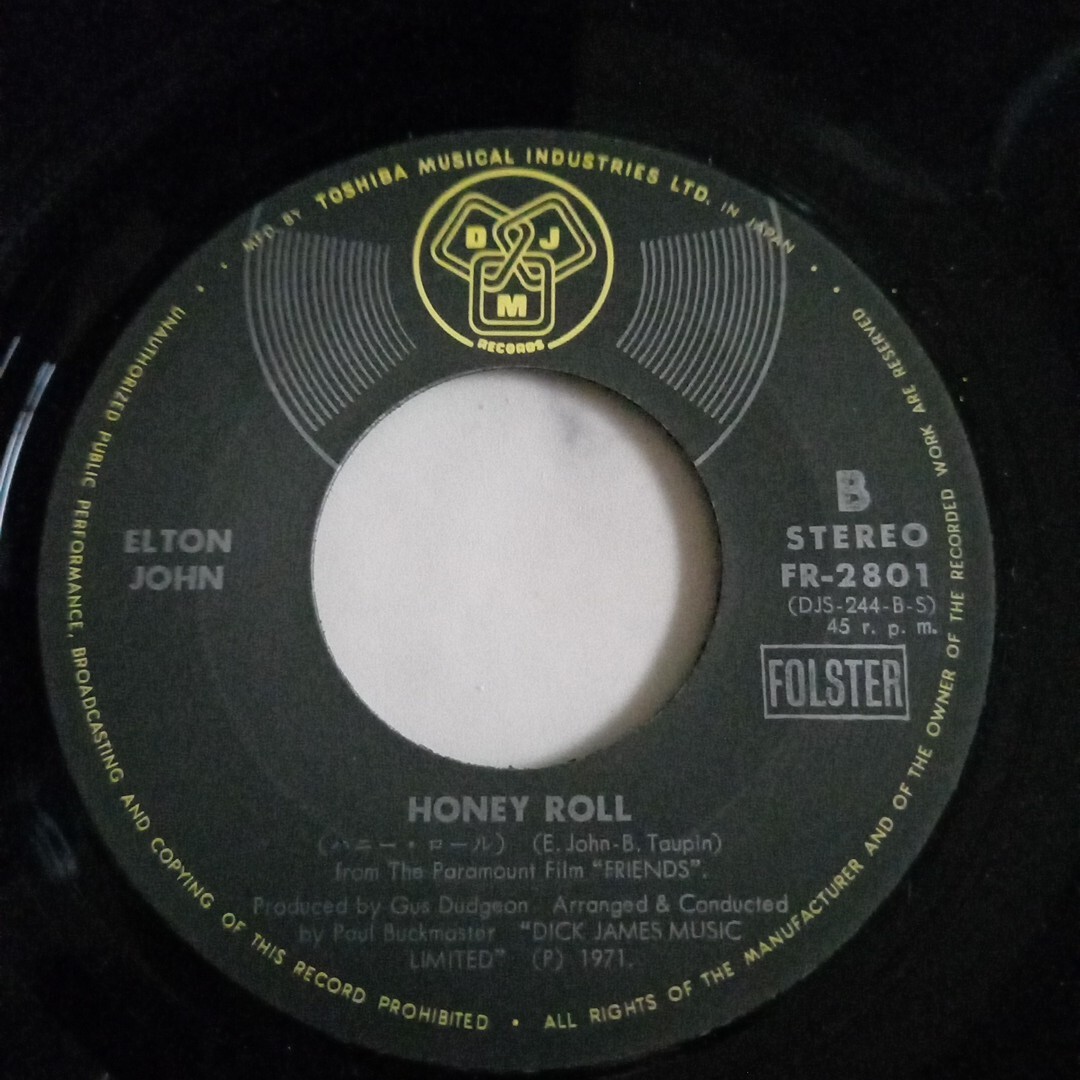 MFD. BY TOSHIBA MUSICAL INDUSTRIES LTD. IN JAPAN
D J
M
RECORDS
ELTON
JOHN
B
STEREO
FR-2801
(DJS-244-B-S)
45 r. p. m.
FOLSTER
HONEY ROLL
(ハニー・ロール) (E. John-B. Taupin)
from The Paramount Film "FRIENDS".
Produced by Gus Dudgeon. Arranged & Conducted
by Paul Buckmaster "DICK JAMES MUSIC
LIMITED" (P) 1971.
UNAUTHORIZED PUBLIC PERFORMANCE, BROADCASTING AND COPYING OF THIS RECORD PROHIBITED • ALL RIGHTS OF THE MANUFACTURER AND OF THE OWNER OF THE RECORDED WORK ARE RESERVED